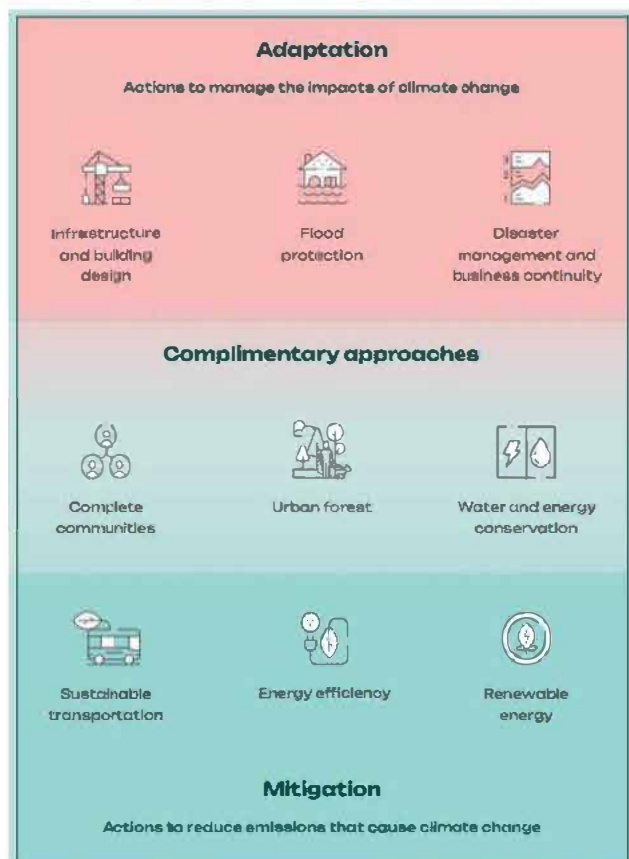 Adaptation
Actions to manage the impacts of climate change
Infrastructure
and building
design
Flood
protection
Disaster
management and
business continuity
Complimentary approaches
Complete
communities
Urban forest
Water and energy
conservation
Sustainable
transportation
Energy efficiency
Renewable
energy
Mitigation
Actions to reduce emissions that cause climate change